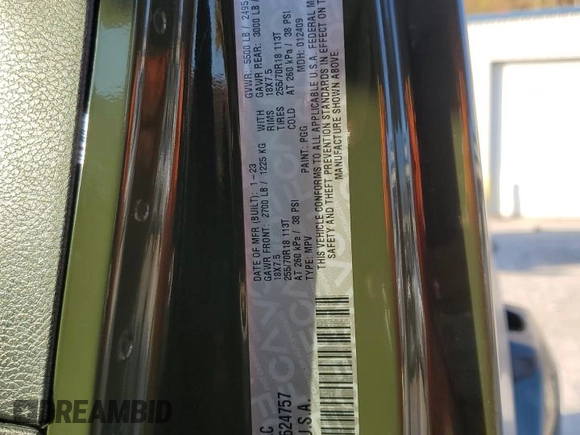 LC
524757
U.S.A.
DATE OF MFR (BUILT): 1-23
GAWR FRONT: 2700 LB / 1225 KG WITH
18X7.5 RIMS
255/70R18 113T TIRES
AT 260 kPa / 38 PSI COLD
TYPE: MPV PAINT: PGG
GVWR: 5500 LB / 2495
GAWR REAR: 3000 LB /
18X7.5
255/70R18 113T
AT 260 kPa / 38 PSI
MDH: 012409
THIS VEHICLE CONFORMS TO ALL APPLICABLE U.S.A. FEDERAL M
SAFETY AND THEFT PREVENTION STANDARDS IN EFFECT ON T
MANUFACTURE SHOWN ABOVE.
DREAMBID